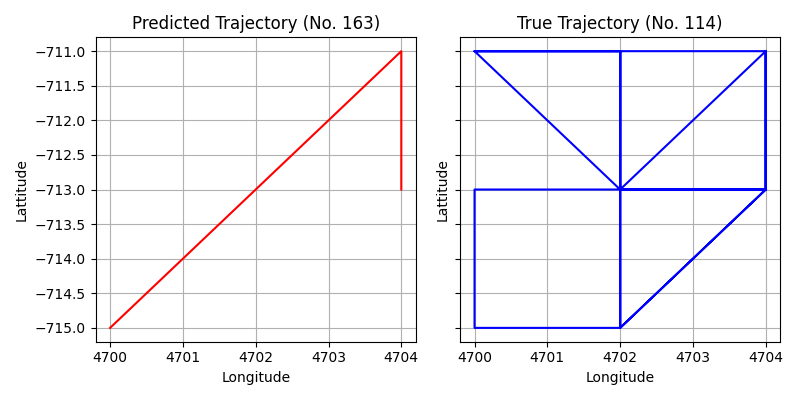 Predicted Trajectory (No. 163)
True Trajectory (No. 114)
Lattitude
−711.0
−711.5
−712.0
−712.5
−713.0
−713.5
−714.0
−714.5
−715.0
4700 4701 4702 4703 4704
Longitude
Lattitude
4700 4701 4702 4703 4704
Longitude